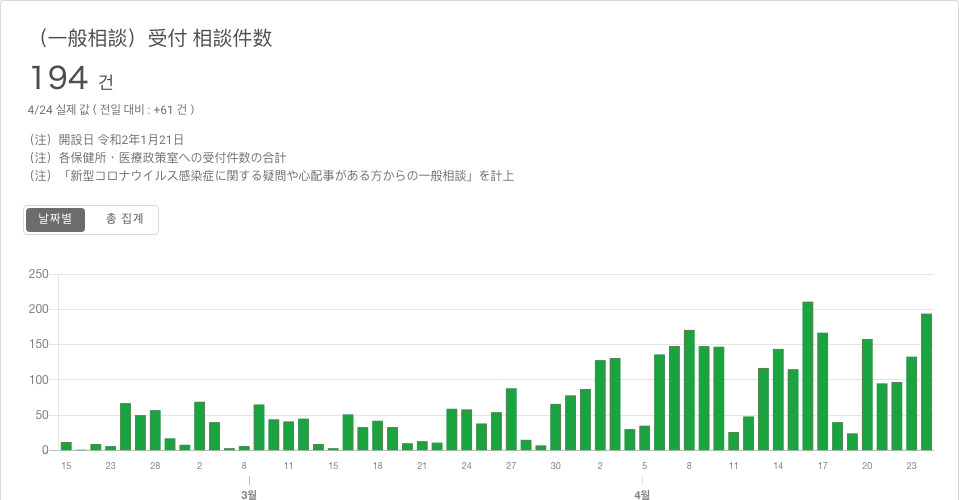 （一般相談）受付 相談件数
194 건
4/24 실제 값 ( 전일 대비 : +61 건 )
（注）開設日 令和2年1月21日
（注）各保健所・医療政策室への受付件数の合計
（注）「新型コロナウイルス感染症に関する疑問や心配事がある方からの一般相談」を計上
날짜별 총 집계
250
200
150
100
50
0
15 23 28 2 8 11 15 18 21 24 27 30 2 5 8 11 14 17 20 23
3월 4월